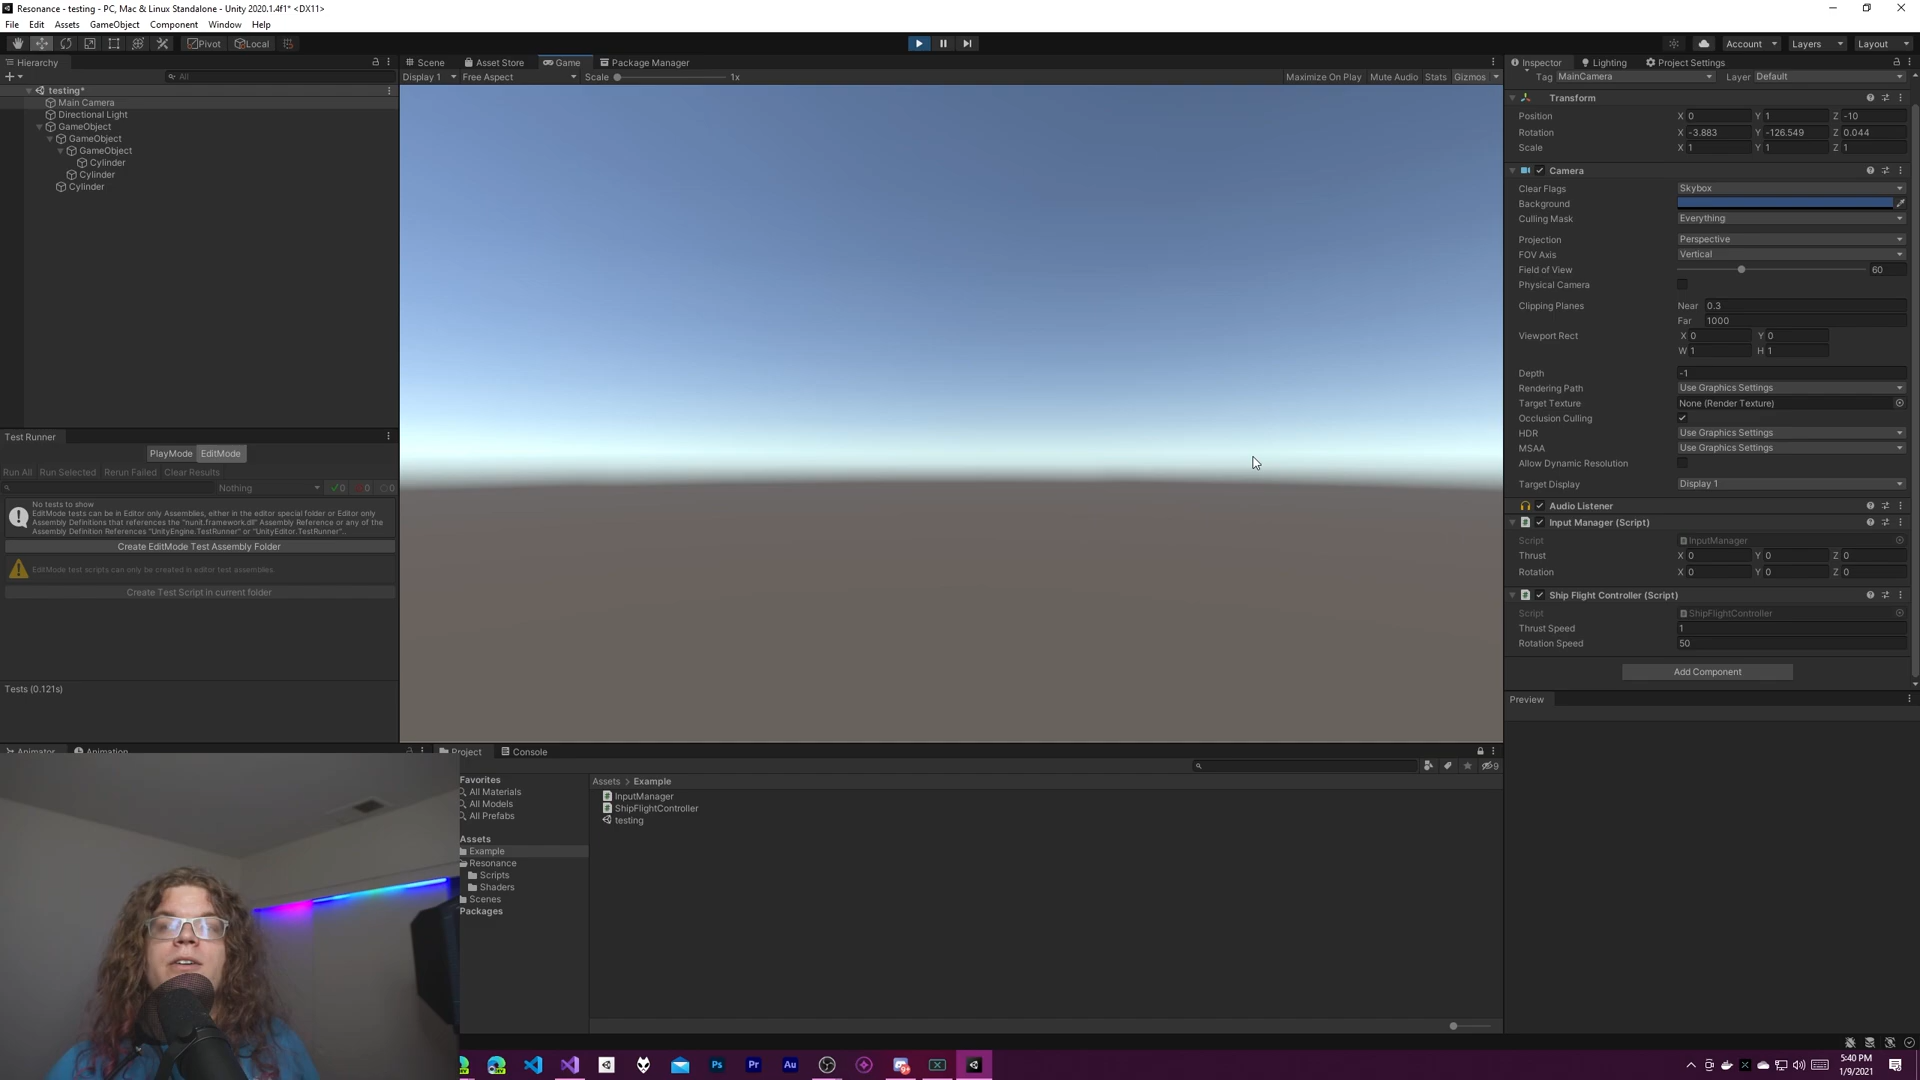 Resonance - testing - PC, Mac & Linux Standalone - Unity 2020.1.4f1* <DX11>
File Edit Assets GameObject Component Window Help
Pivot Local Account Layers Layout
Hierarchy
All
testing*
Main Camera
Directional Light
GameObject
GameObject
GameObject
Cylinder
Cylinder
Cylinder
Test Runner
PlayMode EditMode
Run All Run Selected Rerun Failed Clear Results
Nothing 0 0 0
No tests to show
EditMode tests can be in Editor only Assemblies, either in the editor special folder or Editor only
Assembly Definitions that references the "nunit.framework.dll" Assembly Reference or any of the
Assembly Definition References "UnityEngine.TestRunner" or "UnityEditor.TestRunner"..
Create EditMode Test Assembly Folder
EditMode test scripts can only be created in editor test assemblies.
Create Test Script in current folder
Tests (0.121s)
Animator Animation
Scene Asset Store Game Package Manager
Display 1 Free Aspect Scale 1x Maximize On Play Mute Audio Stats Gizmos
Project Console
9
Favorites
All Materials
All Models
All Prefabs
Assets
Example
Resonance
Scripts
Shaders
Scenes
Packages
Assets > Example
InputManager
ShipFlightController
testing
Inspector Lighting Project Settings
Tag MainCamera Layer Default
Transform
Position X 0 Y 1 Z -10
Rotation X -3.883 Y -126.549 Z 0.044
Scale X 1 Y 1 Z 1
Camera
Clear Flags Skybox
Background
Culling Mask Everything
Projection Perspective
FOV Axis Vertical
Field of View 60
Physical Camera
Clipping Planes Near 0.3
Far 1000
Viewport Rect X 0 Y 0
W 1 H 1
Depth -1
Rendering Path Use Graphics Settings
Target Texture None (Render Texture)
Occlusion Culling
HDR Use Graphics Settings
MSAA Use Graphics Settings
Allow Dynamic Resolution
Target Display Display 1
Audio Listener
Input Manager (Script)
Script InputManager
Thrust X 0 Y 0 Z 0
Rotation X 0 Y 0 Z 0
Ship Flight Controller (Script)
Script ShipFlightController
Thrust Speed 1
Rotation Speed 50
Add Component
Preview
Ps Pr Au
5:40 PM
1/9/2021